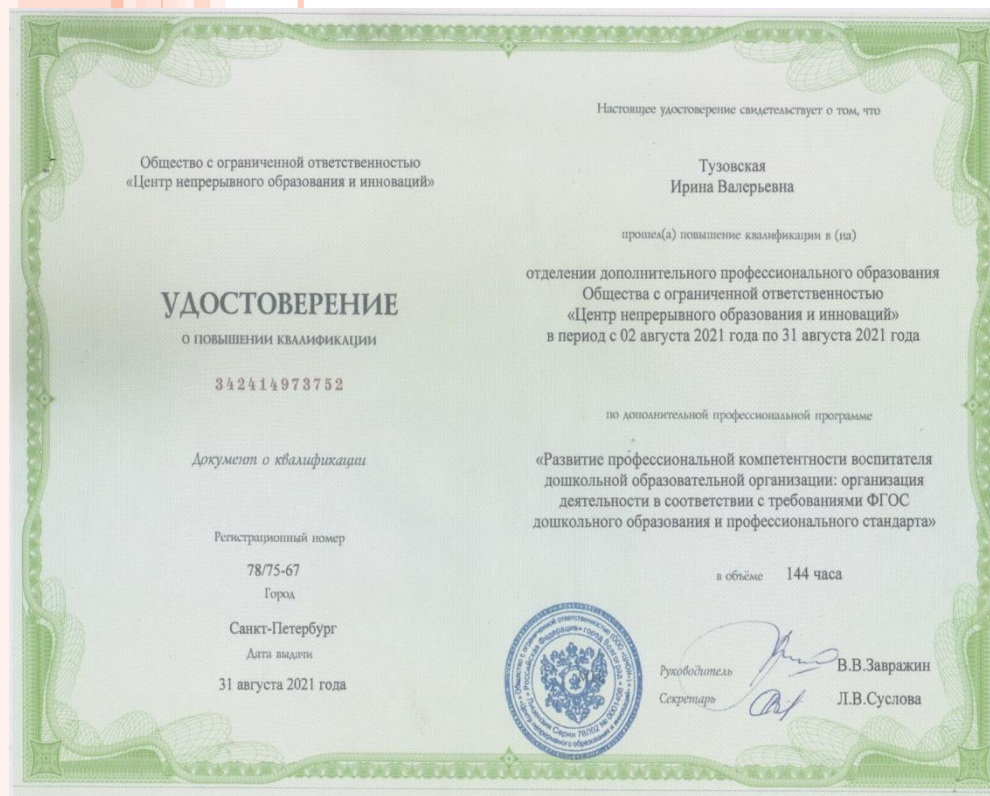 Общество с ограниченной ответственностью
«Центр непрерывного образования и инноваций»
УДОСТОВЕРЕНИЕ
О ПОВЫШЕНИИ КВАЛИФИКАЦИИ
342414973752
Документ о квалификации
Регистрационный номер
78/75-67
Город
Санкт-Петербург
Дата выдачи
31 августа 2021 года
Настоящее удостоверение свидетельствует о том, что
Тузовская
Ирина Валерьевна
прошел(а) повышение квалификации в (на)
отделении дополнительного профессионального образования
Общества с ограниченной ответственностью
«Центр непрерывного образования и инноваций»
в период с 02 августа 2021 года по 31 августа 2021 года
по дополнительной профессиональной программе
«Развитие профессиональной компетентности воспитателя
дошкольной образовательной организации: организация
деятельности в соответствии с требованиями ФГОС
дошкольного образования и профессионального стандарта»
в объёме 144 часа
Руководитель В.В.Завражин
Секретарь Л.В.Суслова